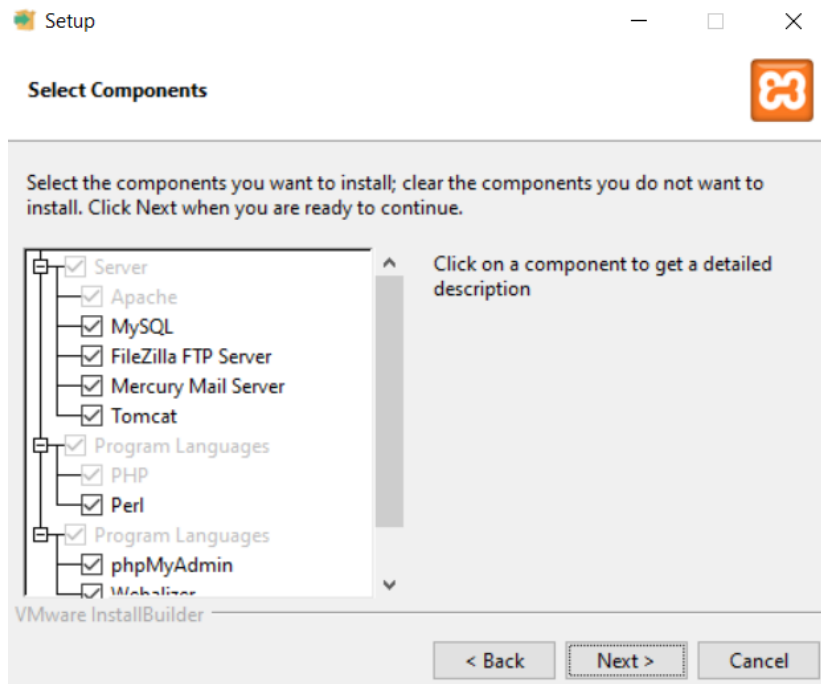 Setup
Select Components
Select the components you want to install; clear the components you do not want to
install. Click Next when you are ready to continue.
Server
Apache
MySQL
FileZilla FTP Server
Mercury Mail Server
Tomcat
Program Languages
PHP
Perl
Program Languages
phpMyAdmin
Webalizer
Click on a component to get a detailed
description
VMware InstallBuilder
< Back
Next >
Cancel